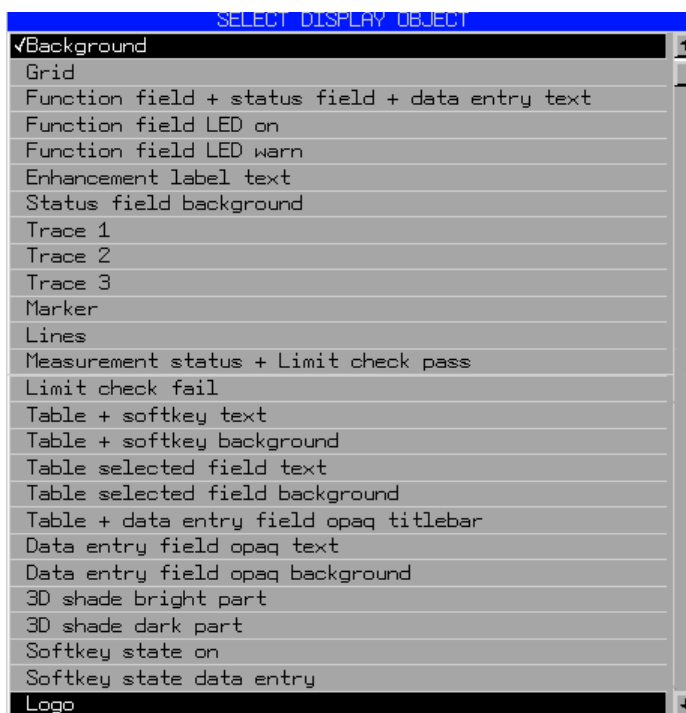 SELECT DISPLAY OBJECT
√Background
Grid
Function field + status field + data entry text
Function field LED on
Function field LED warn
Enhancement label text
Status field background
Trace 1
Trace 2
Trace 3
Marker
Lines
Measurement status + Limit check pass
Limit check fail
Table + softkey text
Table + softkey background
Table selected field text
Table selected field background
Table + data entry field opaq titlebar
Data entry field opaq text
Data entry field opaq background
3D shade bright part
3D shade dark part
Softkey state on
Softkey state data entry
Logo